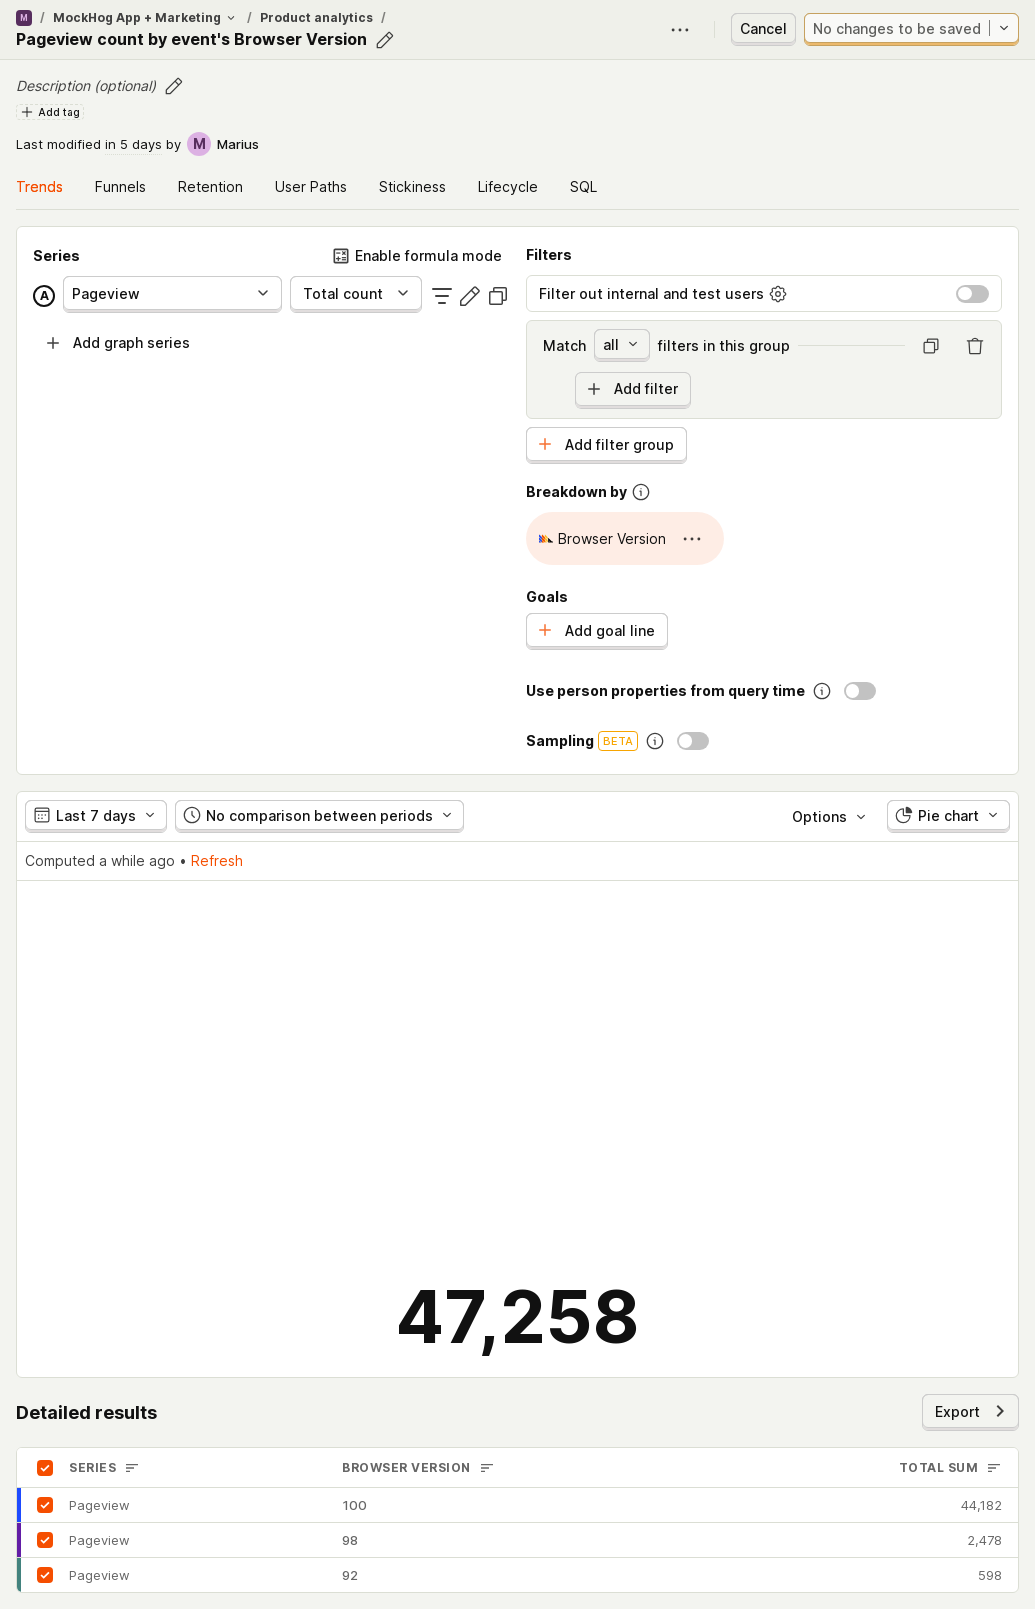 M / MockHog App + Marketing / Product analytics /
Pageview count by event's Browser Version
Cancel
No changes to be saved
Description (optional)
Add tag
Last modified in 5 days by M Marius
Trends Funnels Retention User Paths Stickiness Lifecycle SQL
Series
Enable formula mode
A Pageview Total count
Add graph series
Filters
Filter out internal and test users
Match all filters in this group
Add filter
Add filter group
Breakdown by
Browser Version
Goals
Add goal line
Use person properties from query time
Sampling BETA
Last 7 days No comparison between periods Options Pie chart
Computed a while ago • Refresh
47,258
Detailed results
Export
SERIES BROWSER VERSION TOTAL SUM
Pageview 100 44,182
Pageview 98 2,478
Pageview 92 598